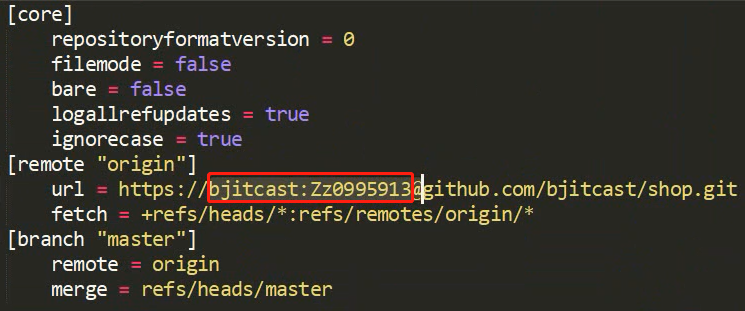 [core]
repositoryformatversion = 0
filemode = false
bare = false
logallrefupdates = true
ignorecase = true
[remote "origin"]
url = https://bjitcast:Zz0995913@github.com/bjitcast/shop.git
fetch = +refs/heads/*:refs/remotes/origin/*
[branch "master"]
remote = origin
merge = refs/heads/master